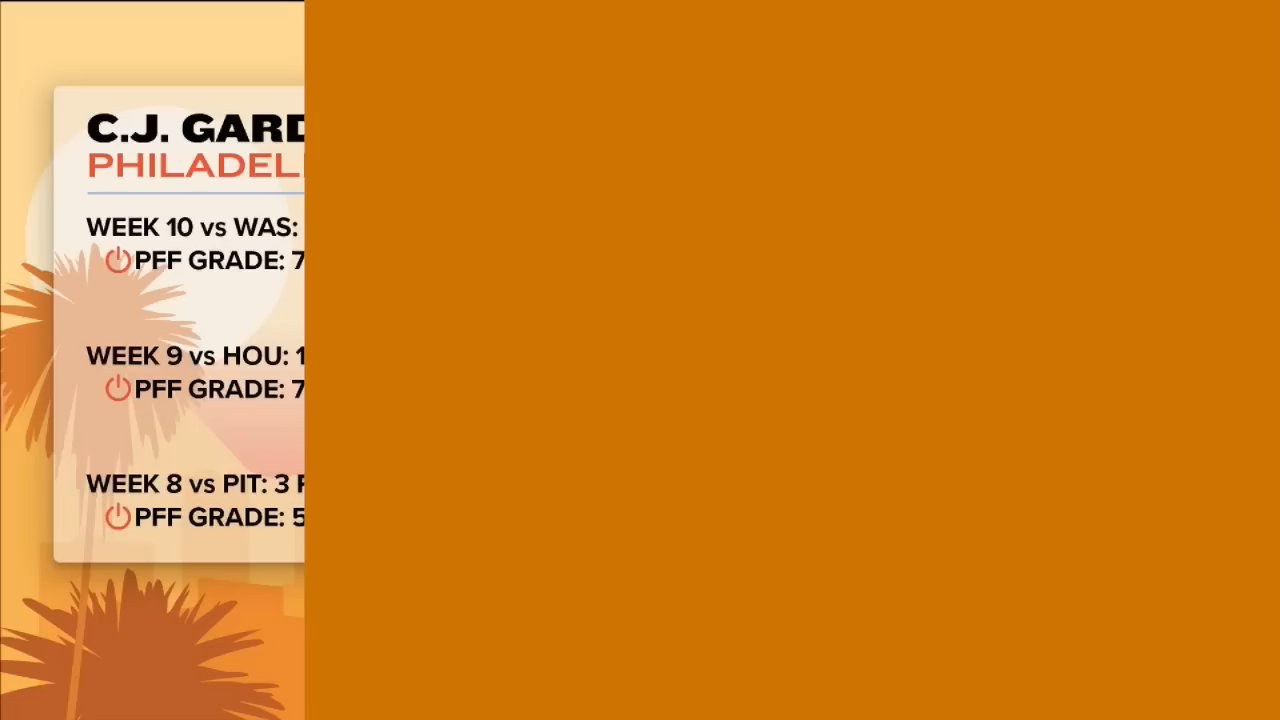 C.J. GARD
PHILADEL
WEEK 10 vs WAS:
PFF GRADE: 7
WEEK 9 vs HOU: 1
PFF GRADE: 7
WEEK 8 vs PIT: 3
PFF GRADE: 5